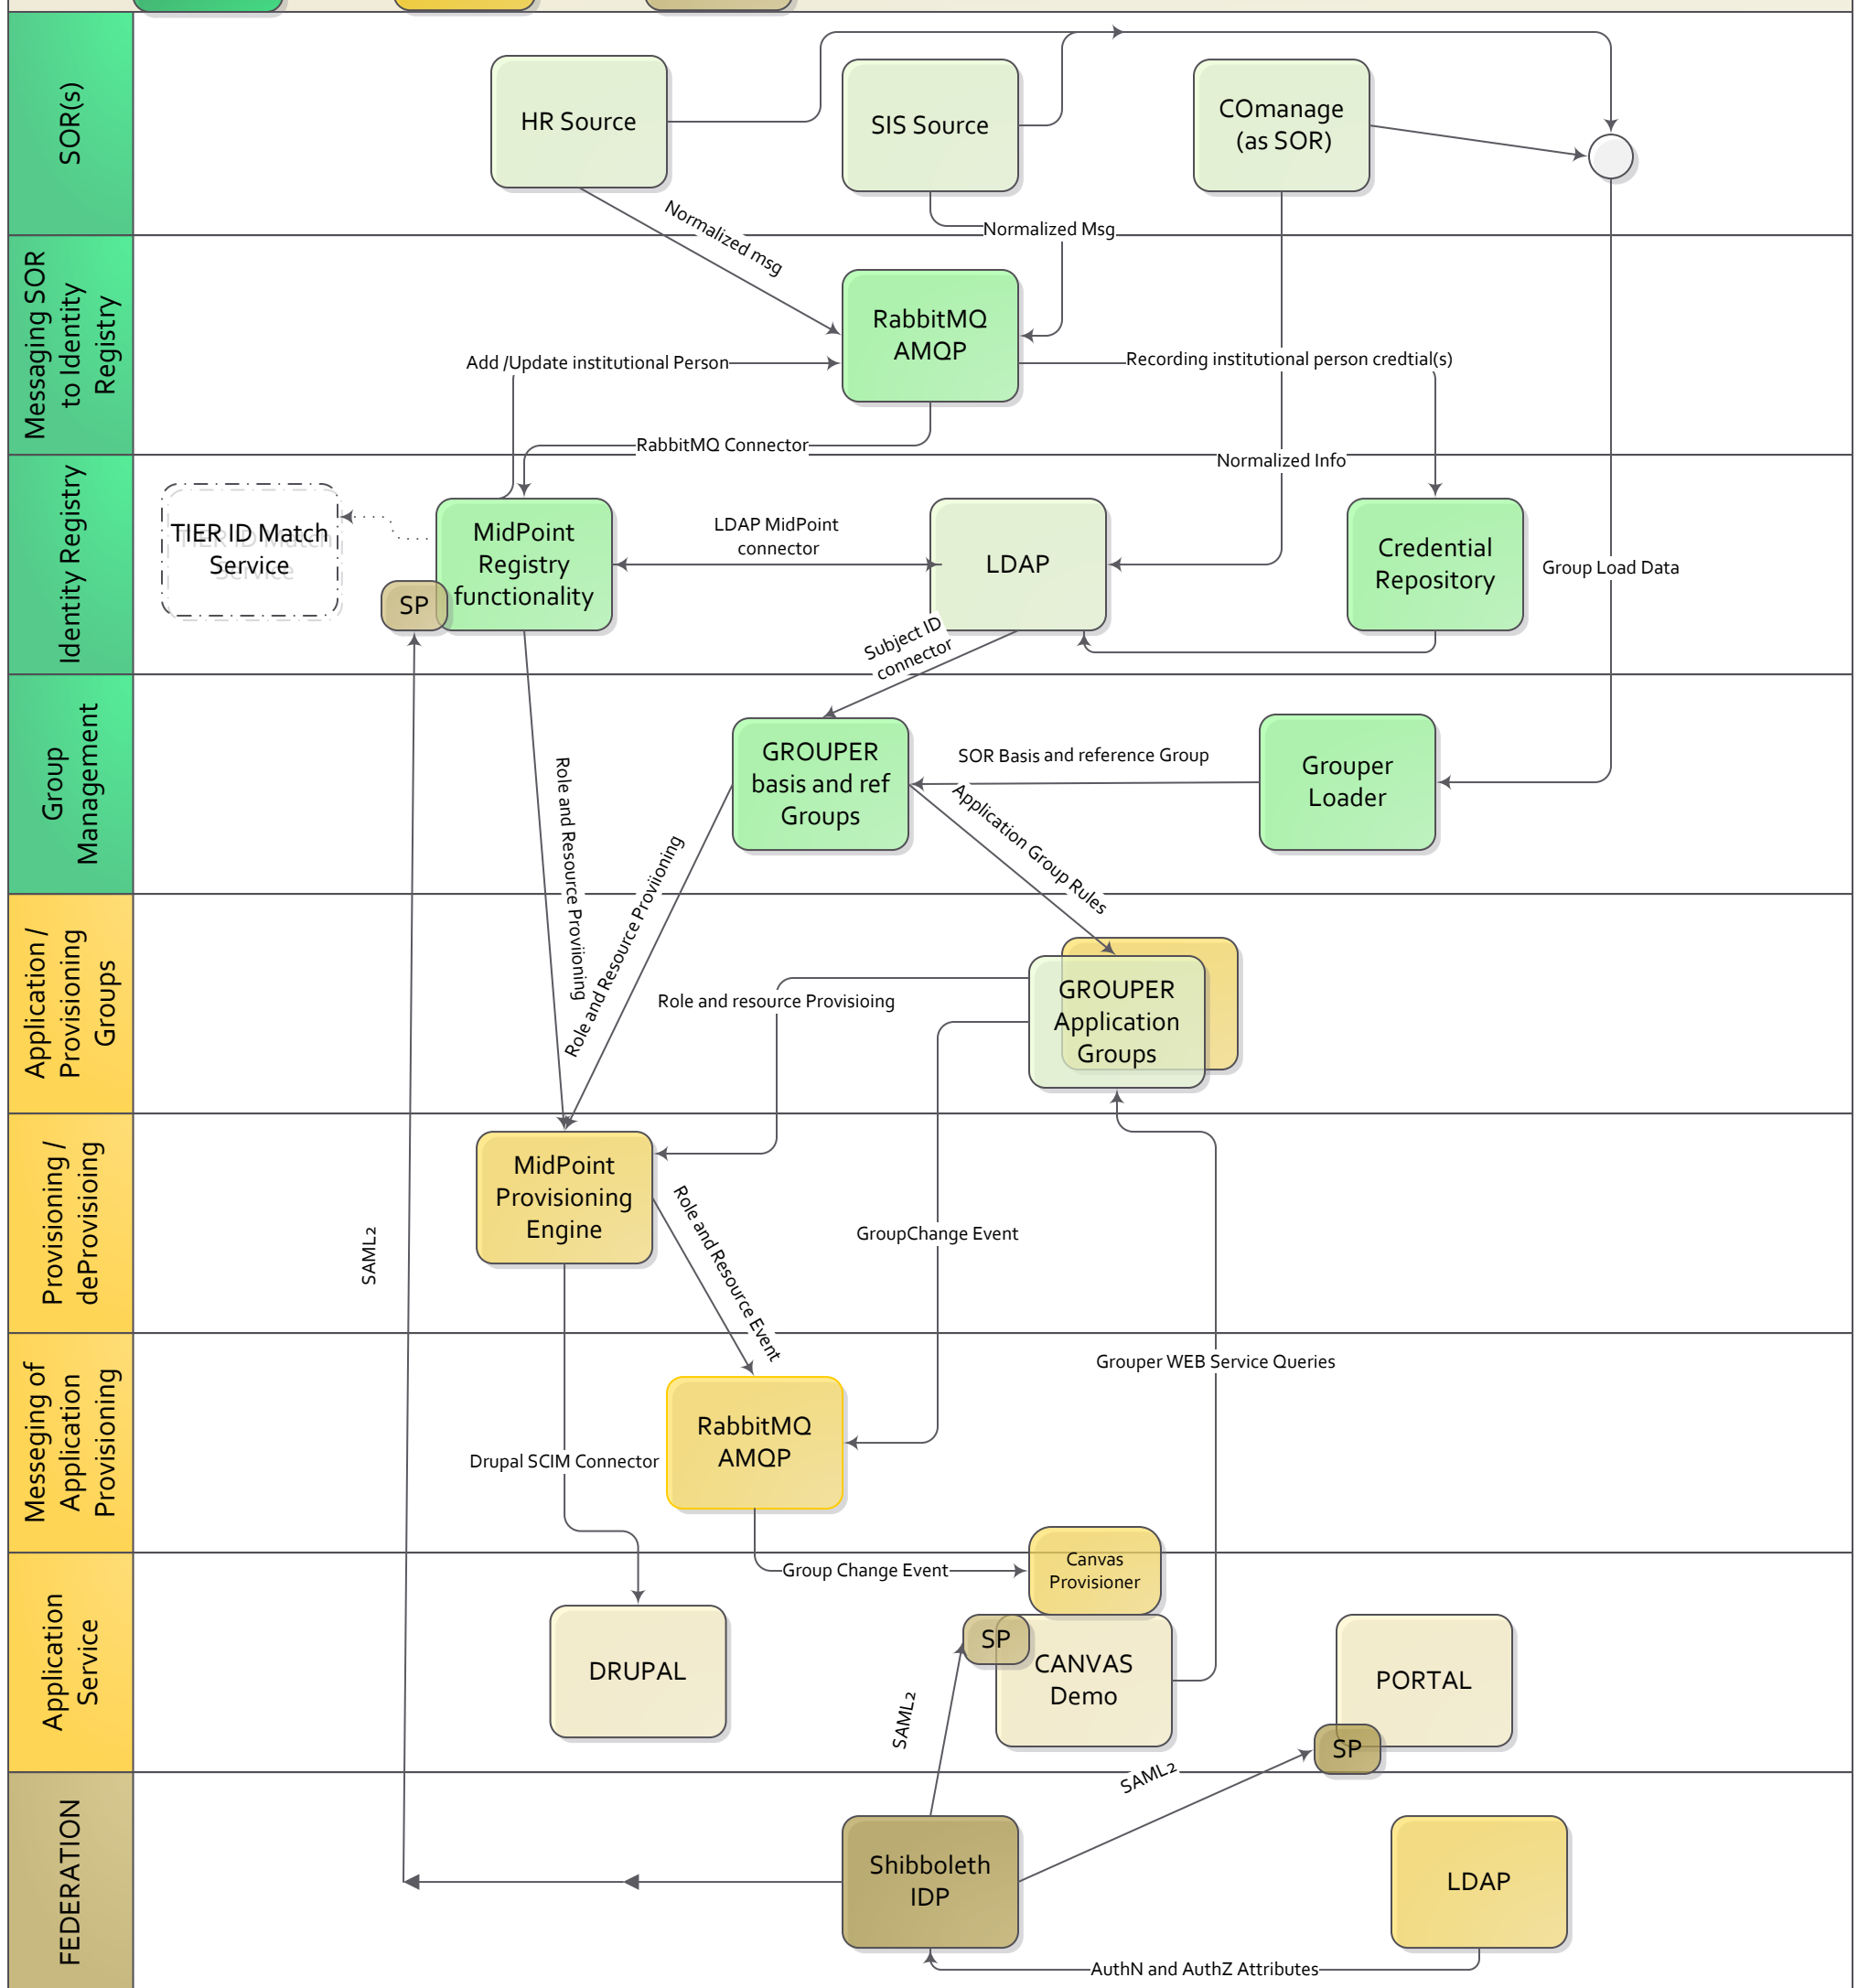 SOR(s)
HR Source
SIS Source
COmanage
(as SOR)
Normalized msg
Normalized Msg
Messaging SOR
to Identity
Registry
RabbitMQ
AMQP
Add /Update institutional Person
Recording institutional person credtial(s)
RabbitMQ Connector
Normalized Info
Identity Registry
TIER ID Match
Service
MidPoint
Registry
functionality
SP
LDAP MidPoint
connector
LDAP
Credential
Repository
Group Load Data
Subject ID
connector
Group
Management
GROUPER
basis and ref
Groups
SOR Basis and reference Group
Grouper
Loader
Role and Resource Proviioning
Role and Resource Proviioning
Application Group Rules
Application /
Provisioning
Groups
Role and resource Provisioing
GROUPER
Application
Groups
Provisioning /
deProvisioing
MidPoint
Provisioning
Engine
SAML2
Role and Resource Event
GroupChange Event
Grouper WEB Service Queries
Messeging of
Application
Provisioning
RabbitMQ
AMQP
Drupal SCIM Connector
Group Change Event
Canvas
Provisioner
Application
Service
DRUPAL
SP
CANVAS
Demo
PORTAL
SP
SAML2
SAML2
FEDERATION
Shibboleth
IDP
LDAP
AuthN and AuthZ Attributes